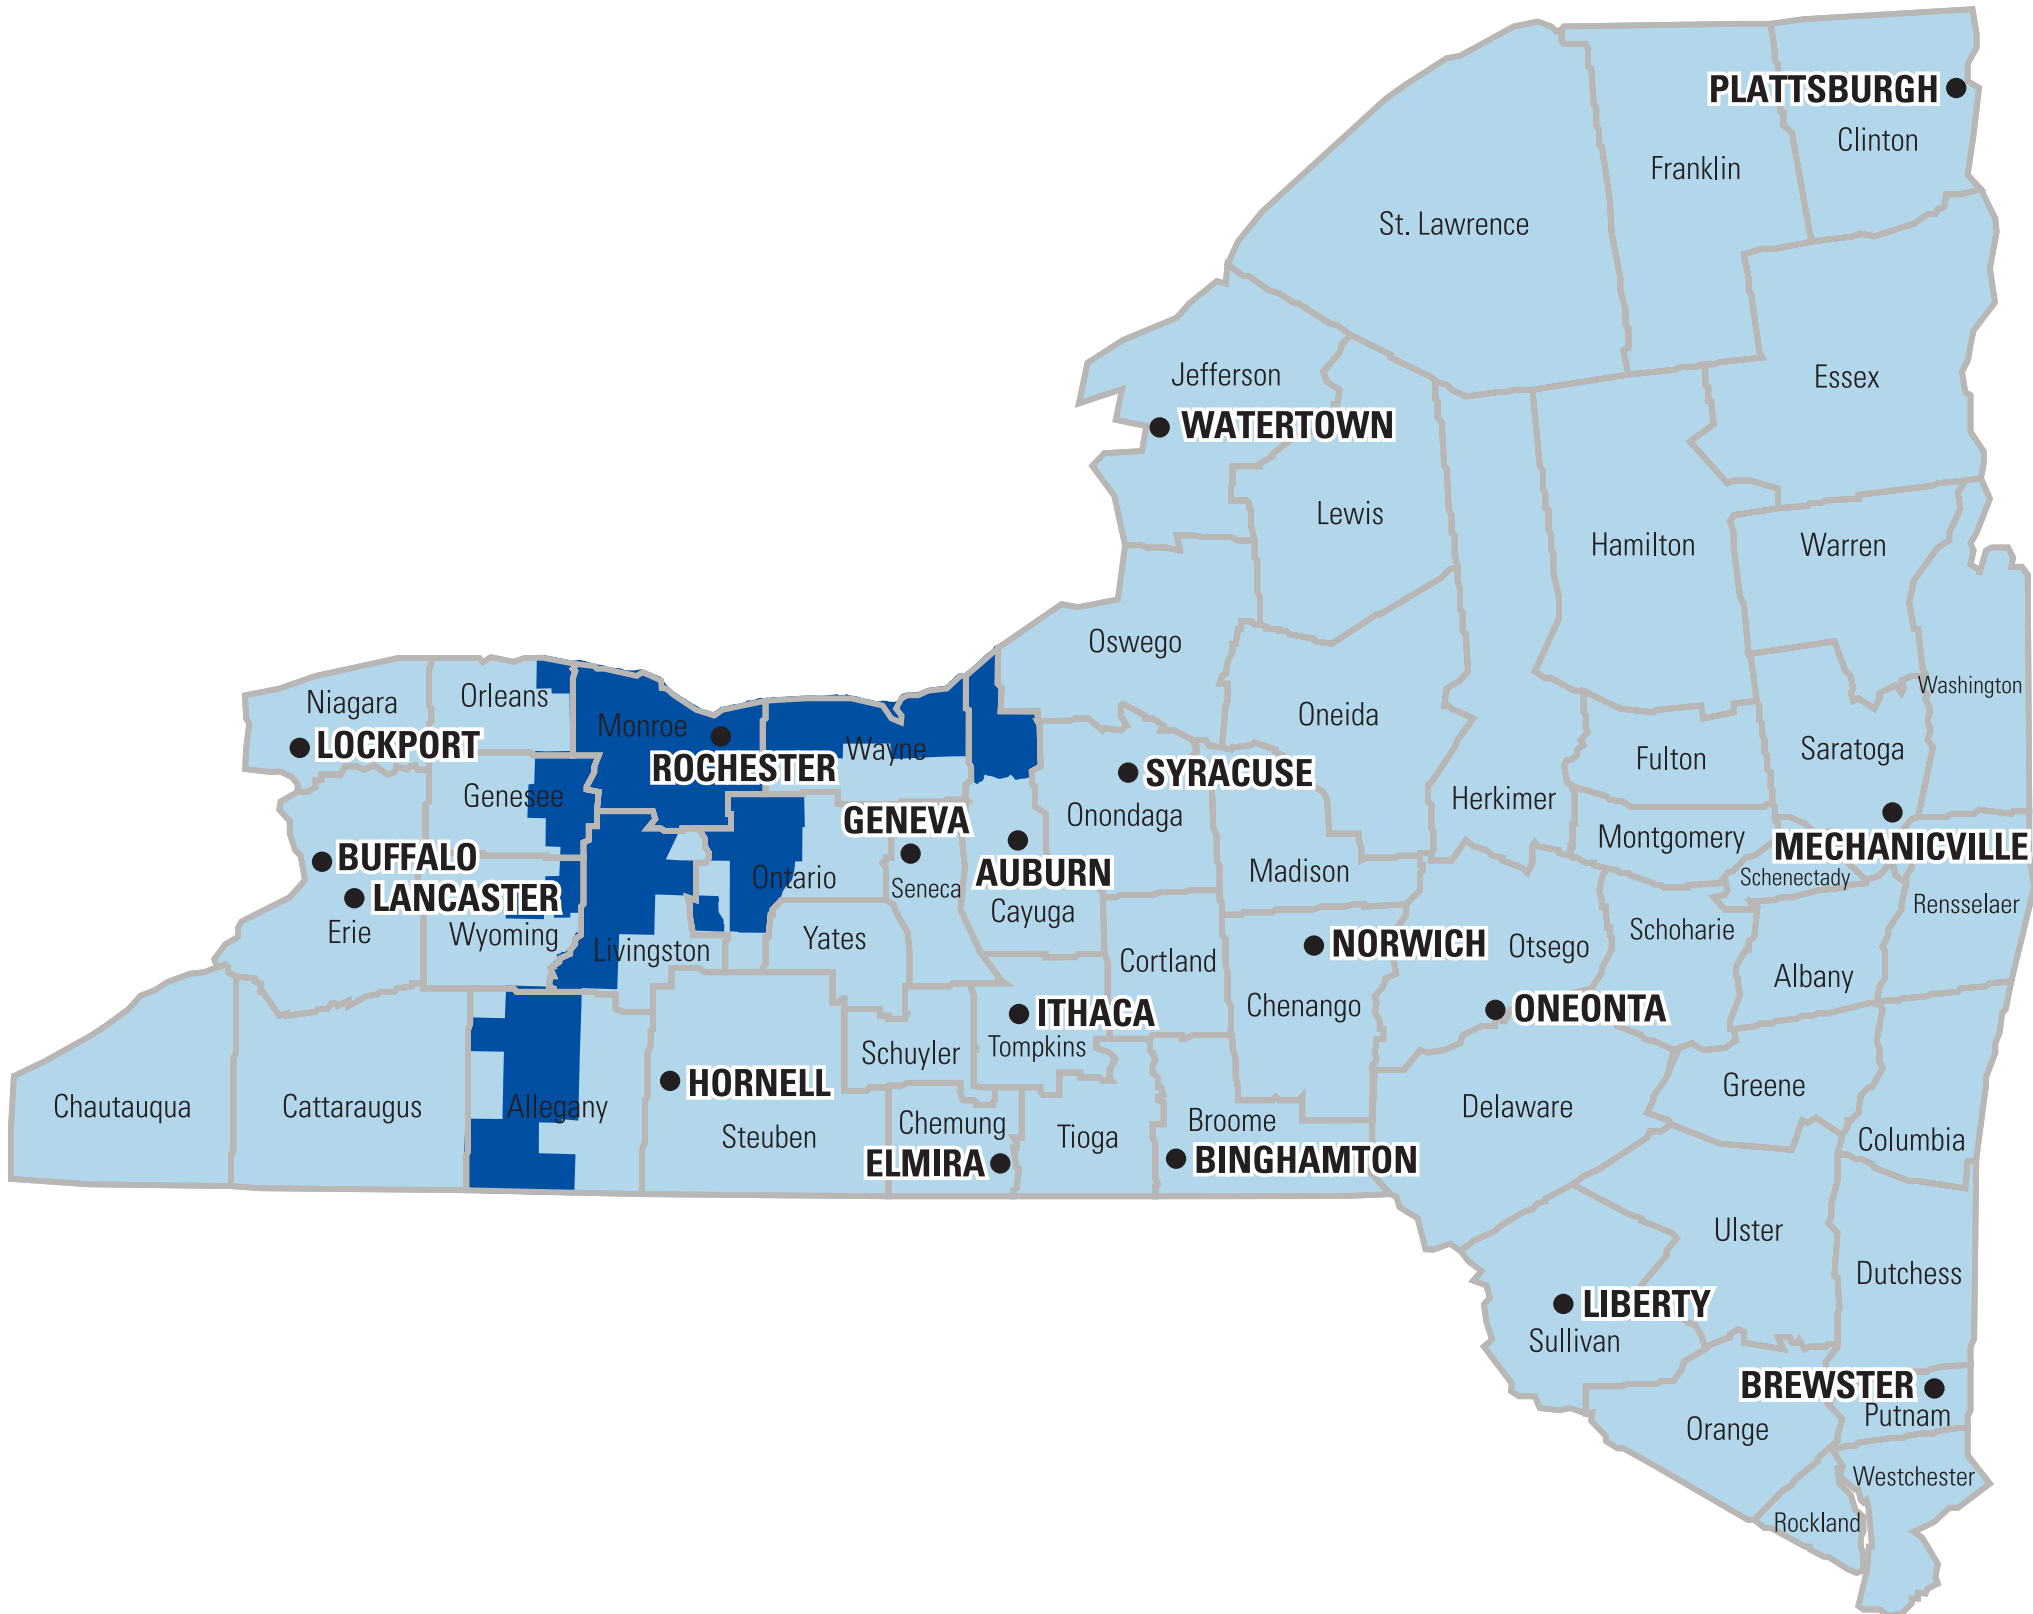 PLATTSBURGH
Clinton
Franklin
St. Lawrence
Jefferson
Essex
WATERTOWN
Lewis
Hamilton
Warren
Oswego
Washington
Niagara
Orleans
Monroe
Wayne
Oneida
LOCKPORT
ROCHESTER
SYRACUSE
Fulton
Saratoga
Genesee
Herkimer
GENEVA
Onondaga
Montgomery
MECHANICVILLE
BUFFALO
LANCASTER
Ontario
Seneca
AUBURN
Madison
Schenectady
Erie
Wyoming
Livingston
Yates
Cayuga
Cortland
NORWICH
Otsego
Schoharie
Rensselaer
Albany
ITHACA
Chenango
ONEONTA
Tompkins
Schuyler
HORNELL
Chautauqua
Cattaraugus
Allegany
Steuben
Chemung
ELMIRA
Tioga
Broome
BINGHAMTON
Delaware
Greene
Columbia
Ulster
Dutchess
LIBERTY
Sullivan
BREWSTER
Putnam
Orange
Westchester
Rockland